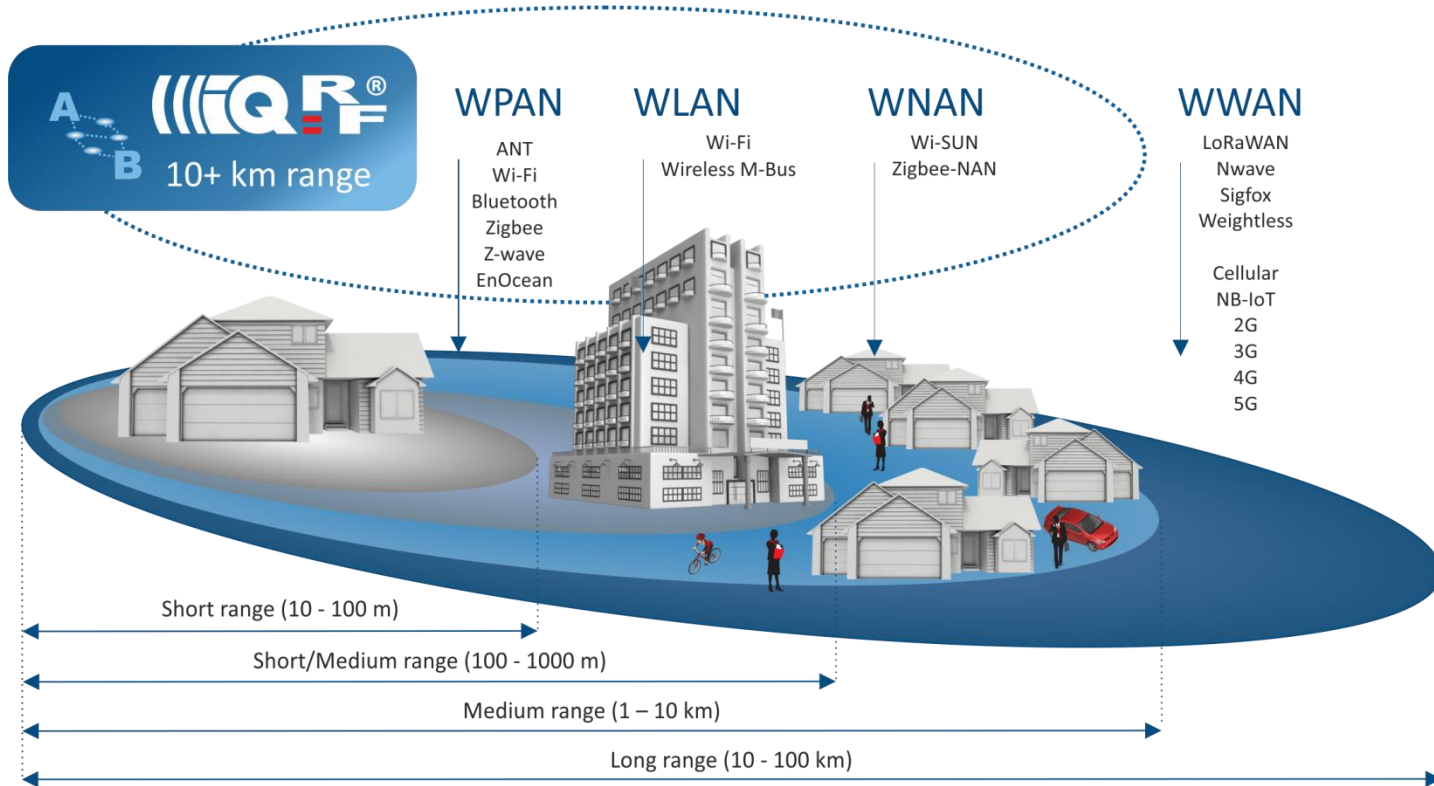 A
B
IQRF®
10+ km range
WPAN
ANT
Wi-Fi
Bluetooth
Zigbee
Z-wave
EnOcean
WLAN
Wi-Fi
Wireless M-Bus
WNAN
Wi-SUN
Zigbee-NAN
WWAN
LoRaWAN
Nwave
Sigfox
Weightless
Cellular
NB-IoT
2G
3G
4G
5G
Short range (10 - 100 m)
Short/Medium range (100 - 1000 m)
Medium range (1 – 10 km)
Long range (10 - 100 km)